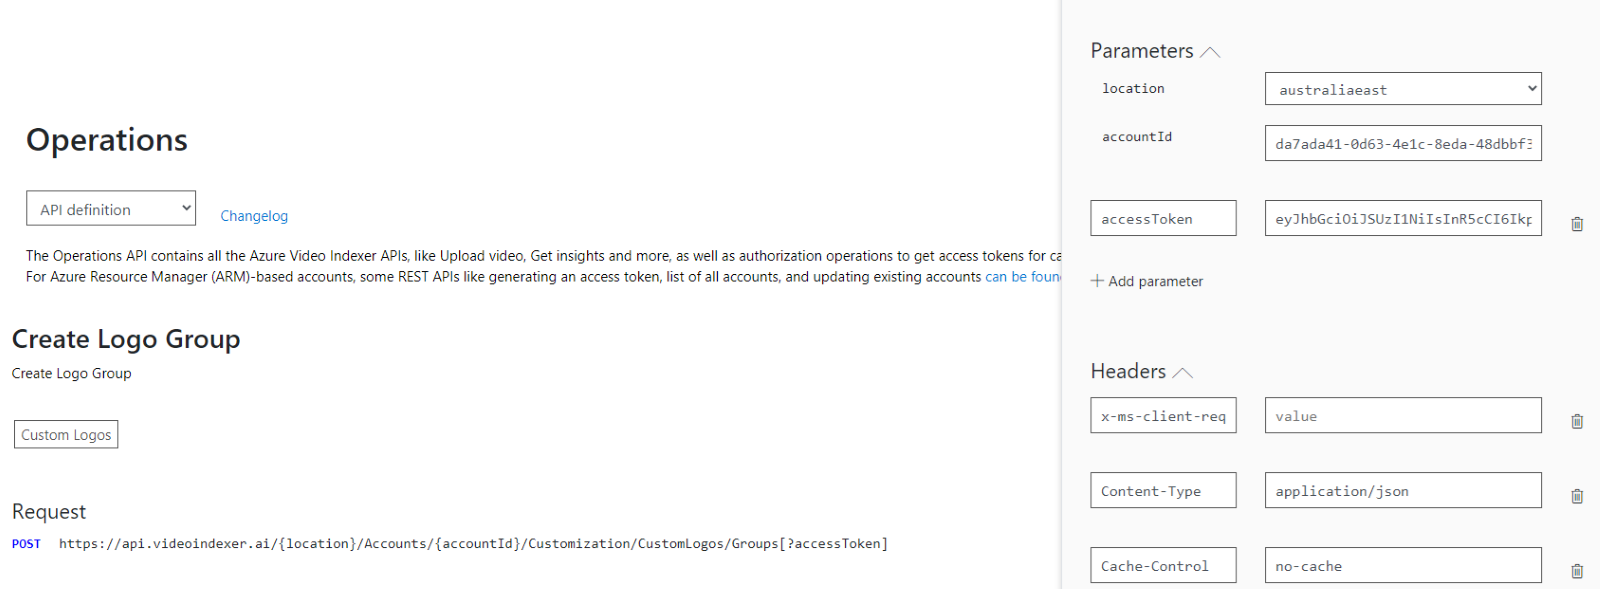 Operations
API definition
Changelog
The Operations API contains all the Azure Video Indexer APIs, like Upload video, Get insights and more, as well as authorization operations to get access tokens for ca
For Azure Resource Manager (ARM)-based accounts, some REST APIs like generating an access token, list of all accounts, and updating existing accounts can be foun
Create Logo Group
Create Logo Group
Custom Logos
Request
POST https://api.videoindexer.ai/{location}/Accounts/{accountId}/Customization/CustomLogos/Groups[?accessToken]
Parameters
location australiaeast
accountId da7ada41-0d63-4e1c-8eda-48dbbf3
accessToken eyJhbGciOiJSUzI1NiIsInR5cCI6Ikp
Add parameter
Headers
x-ms-client-req value
Content-Type application/json
Cache-Control no-cache